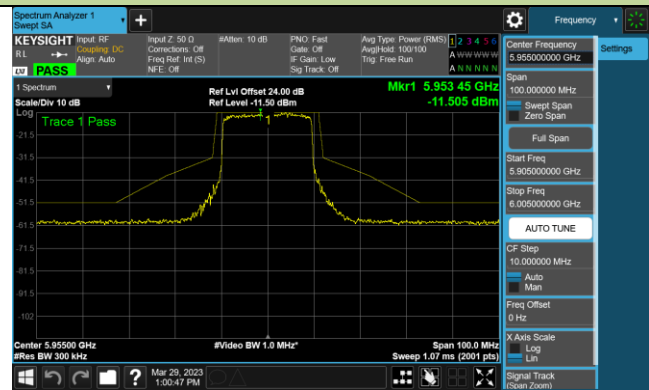 Spectrum Analyzer 1
Swept SA
Frequency
KEYSIGHT
RL
LXI
PASS
Input: RF
Coupling: DC
Align: Auto
Input Z: 50 Ω
Corrections: Off
Freq Ref: Int (S)
NFE: Off
#Atten: 10 dB
PNO: Fast
Gate: Off
IF Gain: Low
Sig Track: Off
Avg Type: Power (RMS)
Avg|Hold: 100/100
Trig: Free Run
1 2 3 4 5 6
A W W W W W
A N N N N N
1 Spectrum
Scale/Div 10 dB
Log
Ref Lvl Offset 24.00 dB
Ref Level -11.50 dBm
Mkr1 5.953 45 GHz
-11.505 dBm
Trace 1 Pass
1
-21.5
-31.5
-41.5
-51.5
-61.5
-71.5
-81.5
-91.5
-102
Center 5.95500 GHz
#Res BW 300 kHz
#Video BW 1.0 MHz*
Span 100.0 MHz
Sweep 1.07 ms (2001 pts)
Center Frequency
5.955000000 GHz
Settings
Span
100.000000 MHz
Swept Span
Zero Span
Full Span
Start Freq
5.905000000 GHz
Stop Freq
6.005000000 GHz
AUTO TUNE
CF Step
10.000000 MHz
Auto
Man
Freq Offset
0 Hz
X Axis Scale
Log
Lin
Signal Track
(Span Zoom)
?
Mar 29, 2023
1:00:47 PM